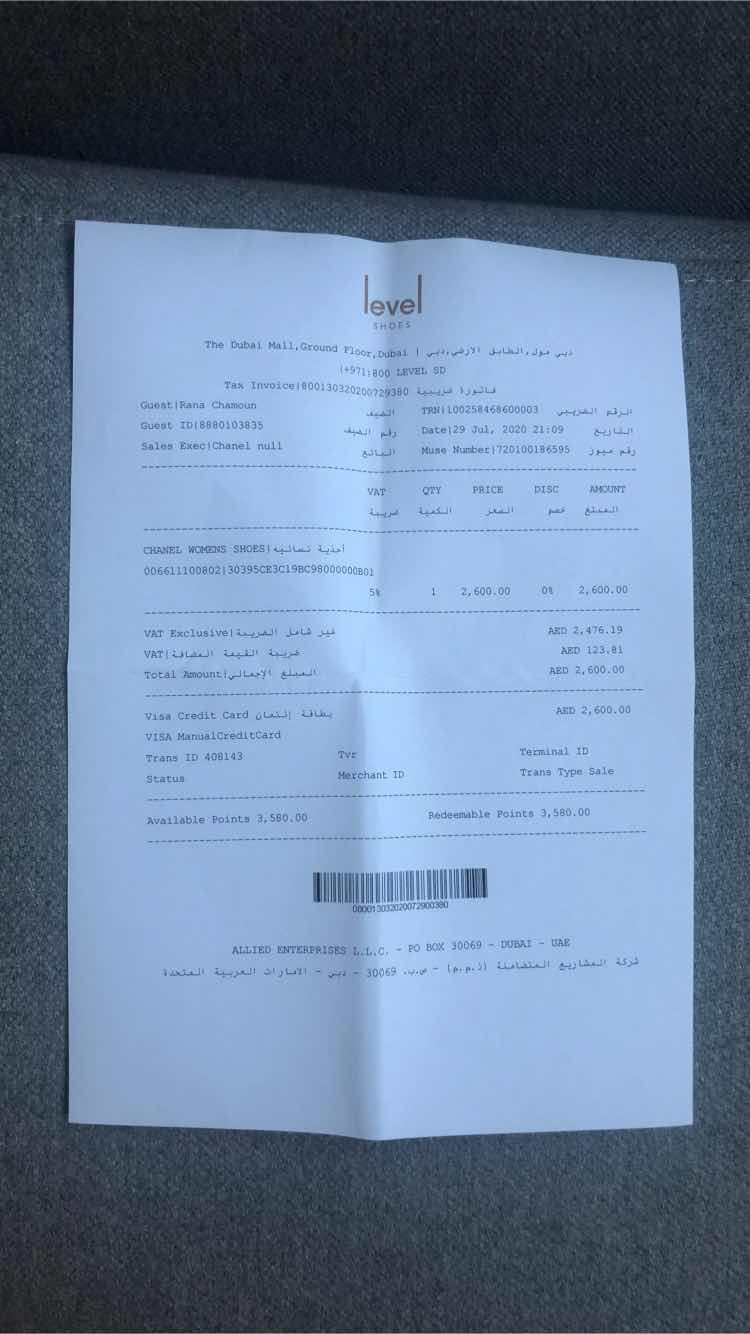 level
SHOES
The Dubai Mall,Ground Floor,Dubai | دبي مول,الطابق الارضي,دبي
(+971)800 LEVEL SD
Tax Invoice|800130320200729380 فاتورة ضريبية
Guest|Rana Chamoun الضيف TRN|100258468600003 الرقم الضريبي
Guest ID|8880103835 رقم الضيف Date|29 Jul, 2020 21:09 التاريخ
Sales Exec|Chanel null البائع Muse Number|720100186595 رقم ميوز
VAT QTY PRICE DISC AMOUNT
ضريبة الكمية السعر خصم المبلغ
CHANEL WOMENS SHOES|أحذية نسائية
006611100802|30395CE3C19BC98000000B01
5% 1 2,600.00 0% 2,600.00
VAT Exclusive|غير شامل الضريبة AED 2,476.19
VAT|ضريبة القيمة المضافة AED 123.81
Total Amount|المبلغ الإجمالي AED 2,600.00
Visa Credit Card بطاقة إئتمان AED 2,600.00
VISA ManualCreditCard
Trans ID 408143 Tvr Terminal ID
Status Merchant ID Trans Type Sale
Available Points 3,580.00 Redeemable Points 3,580.00
080013032020072900380
ALLIED ENTERPRISES L.L.C. - PO BOX 30069 - DUBAI - UAE
شركة المشاريع المتضامنة (ذ.م.م) - ص.ب. 30069 - دبي - الامارات العربية المتحدة